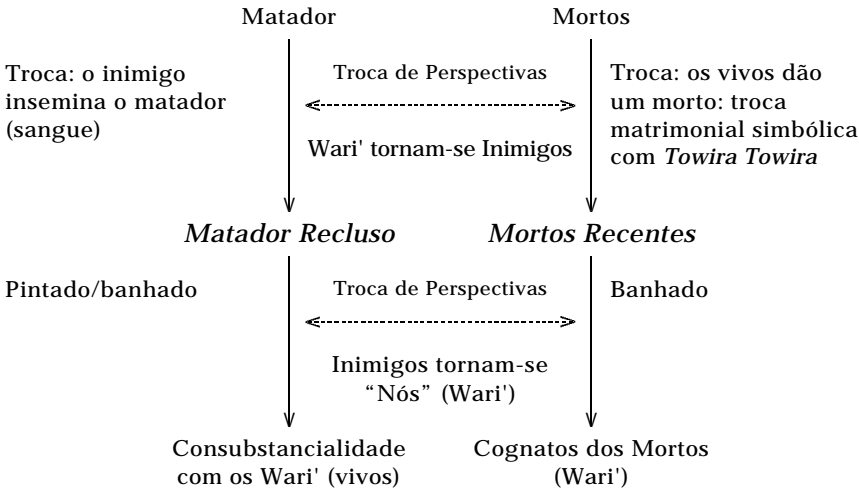 Matador
Mortos
Troca: o inimigo
insemina o matador
(sangue)
Troca de Perspectivas
Wari' tornam-se Inimigos
Troca: os vivos dão
um morto: troca
matrimonial simbólica
com Towira Towira
Matador Recluso
Mortos Recentes
Pintado/banhado
Troca de Perspectivas
Banhado
Inimigos tornam-se
“Nós” (Wari')
Consubstancialidade
com os Wari' (vivos)
Cognatos dos Mortos
(Wari')